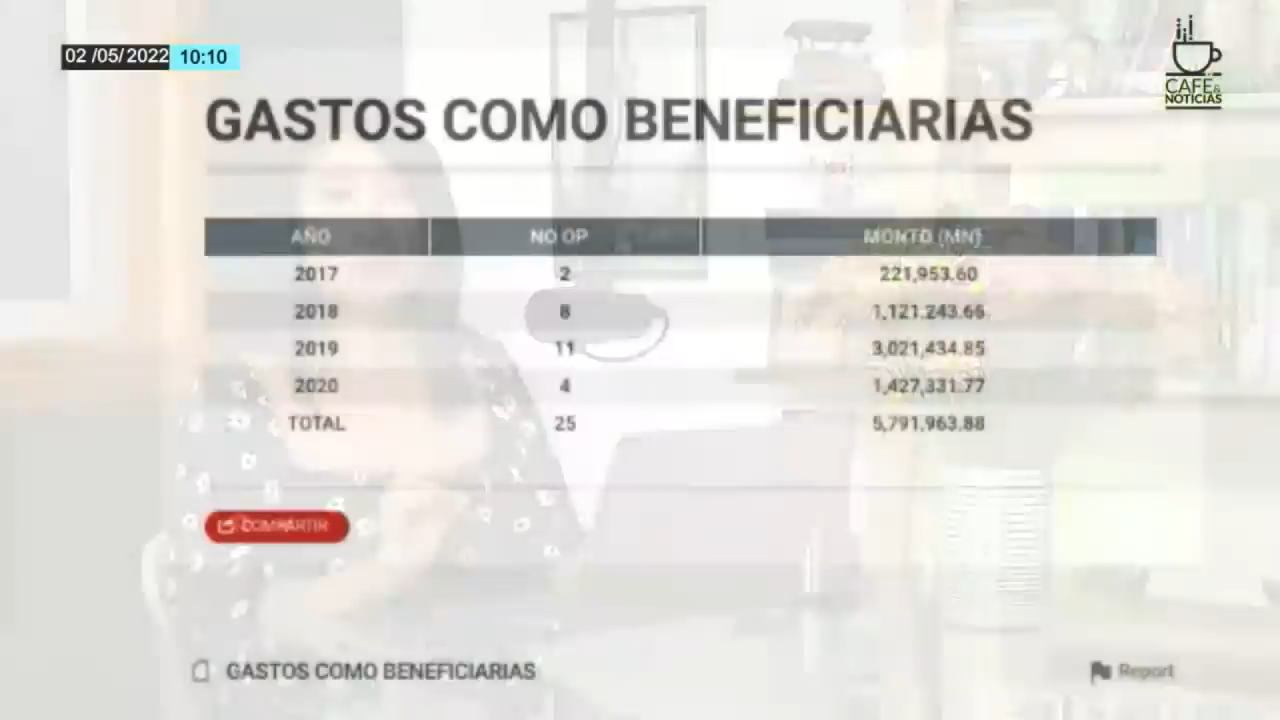 02 /05/ 2022 10:10
CAFE &
NOTICIAS
GASTOS COMO BENEFICIARIAS
AÑO NO OP MONTO (MN)
2017 2 221,953.60
2018 8 1,121.243.66
2019 11 3,021,434.85
2020 4 1,427,331.77
TOTAL 25 5,791,963.88
COMPARTIR
GASTOS COMO BENEFICIARIAS
Report